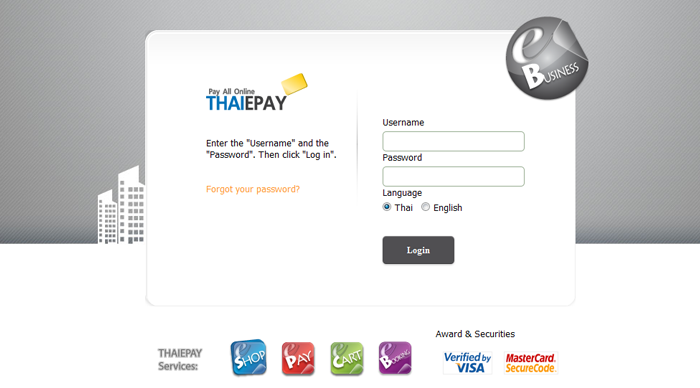 e
BUSINESS
Pay All Online
THAIEPAY
Enter the "Username" and the
"Password". Then click "Log in".
Forgot your password?
Username
Password
Language
Thai
English
Login
THAIEPAY
Services:
SHOP
PAY
CART
BOOKING
Award & Securities
Verified by
VISA
MasterCard.
SecureCode.